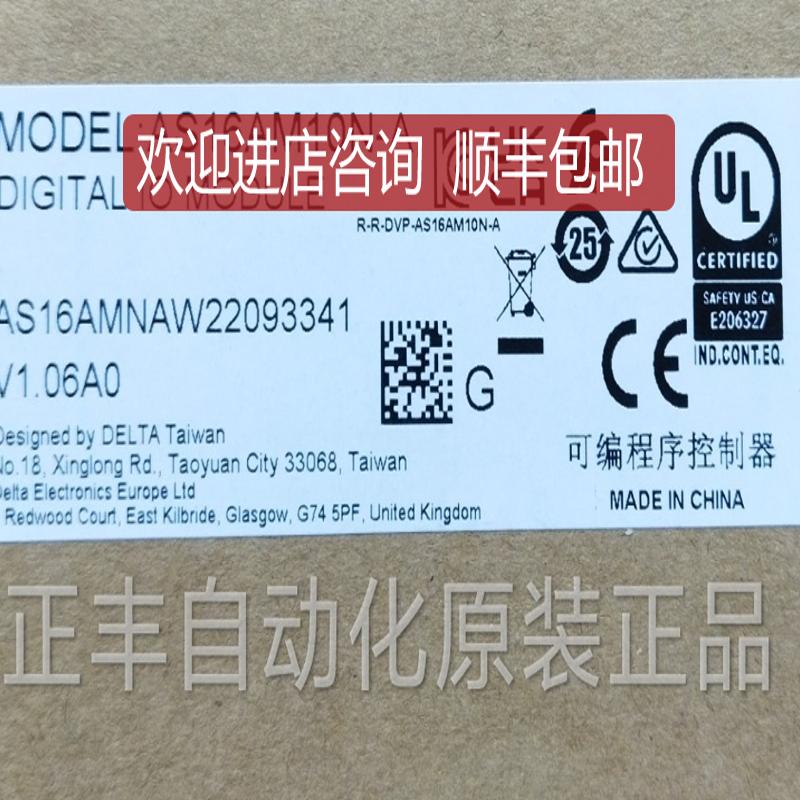 MODEL:AS16AM10N-A
欢迎进店咨询 顺丰包邮
DIGITAL IO MODULE
R-R-DVP-AS16AM10N-A
25
UL
CERTIFIED
SAFETY US CA
E206327
IND.CONT.EQ.
AS16AMNAW22093341
V1.06A0
G
CE
Designed by DELTA Taiwan
No.18, Xinglong Rd., Taoyuan City 33068, Taiwan
Delta Electronics Europe Ltd
Redwood Court, East Kilbride, Glasgow, G74 5PF, United Kingdom
可编程序控制器
MADE IN CHINA
正丰自动化原装正品